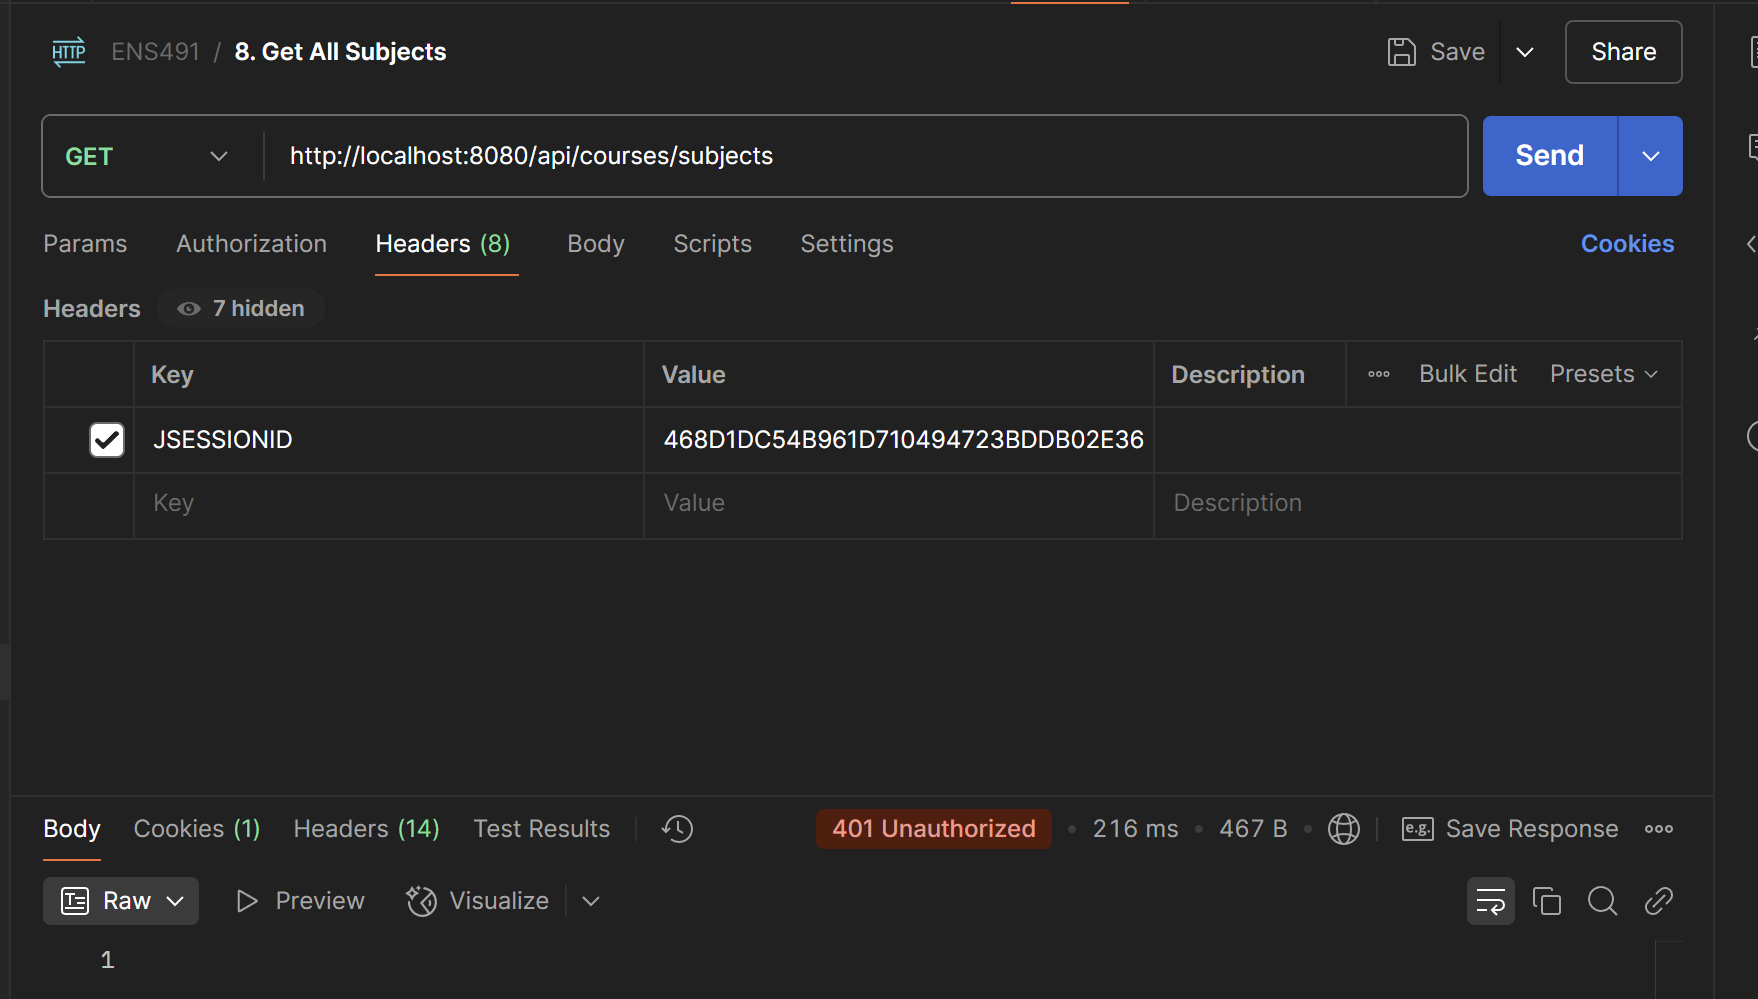 HTTP ENS491 / 8. Get All Subjects Save Share
GET http://localhost:8080/api/courses/subjects Send
Params Authorization Headers (8) Body Scripts Settings Cookies
Headers 7 hidden
Key Value Description Bulk Edit Presets
JSESSIONID 468D1DC54B961D710494723BDDB02E36
Key Value Description
Body Cookies (1) Headers (14) Test Results 401 Unauthorized • 216 ms • 467 B • e.g. Save Response
Raw Preview Visualize
1